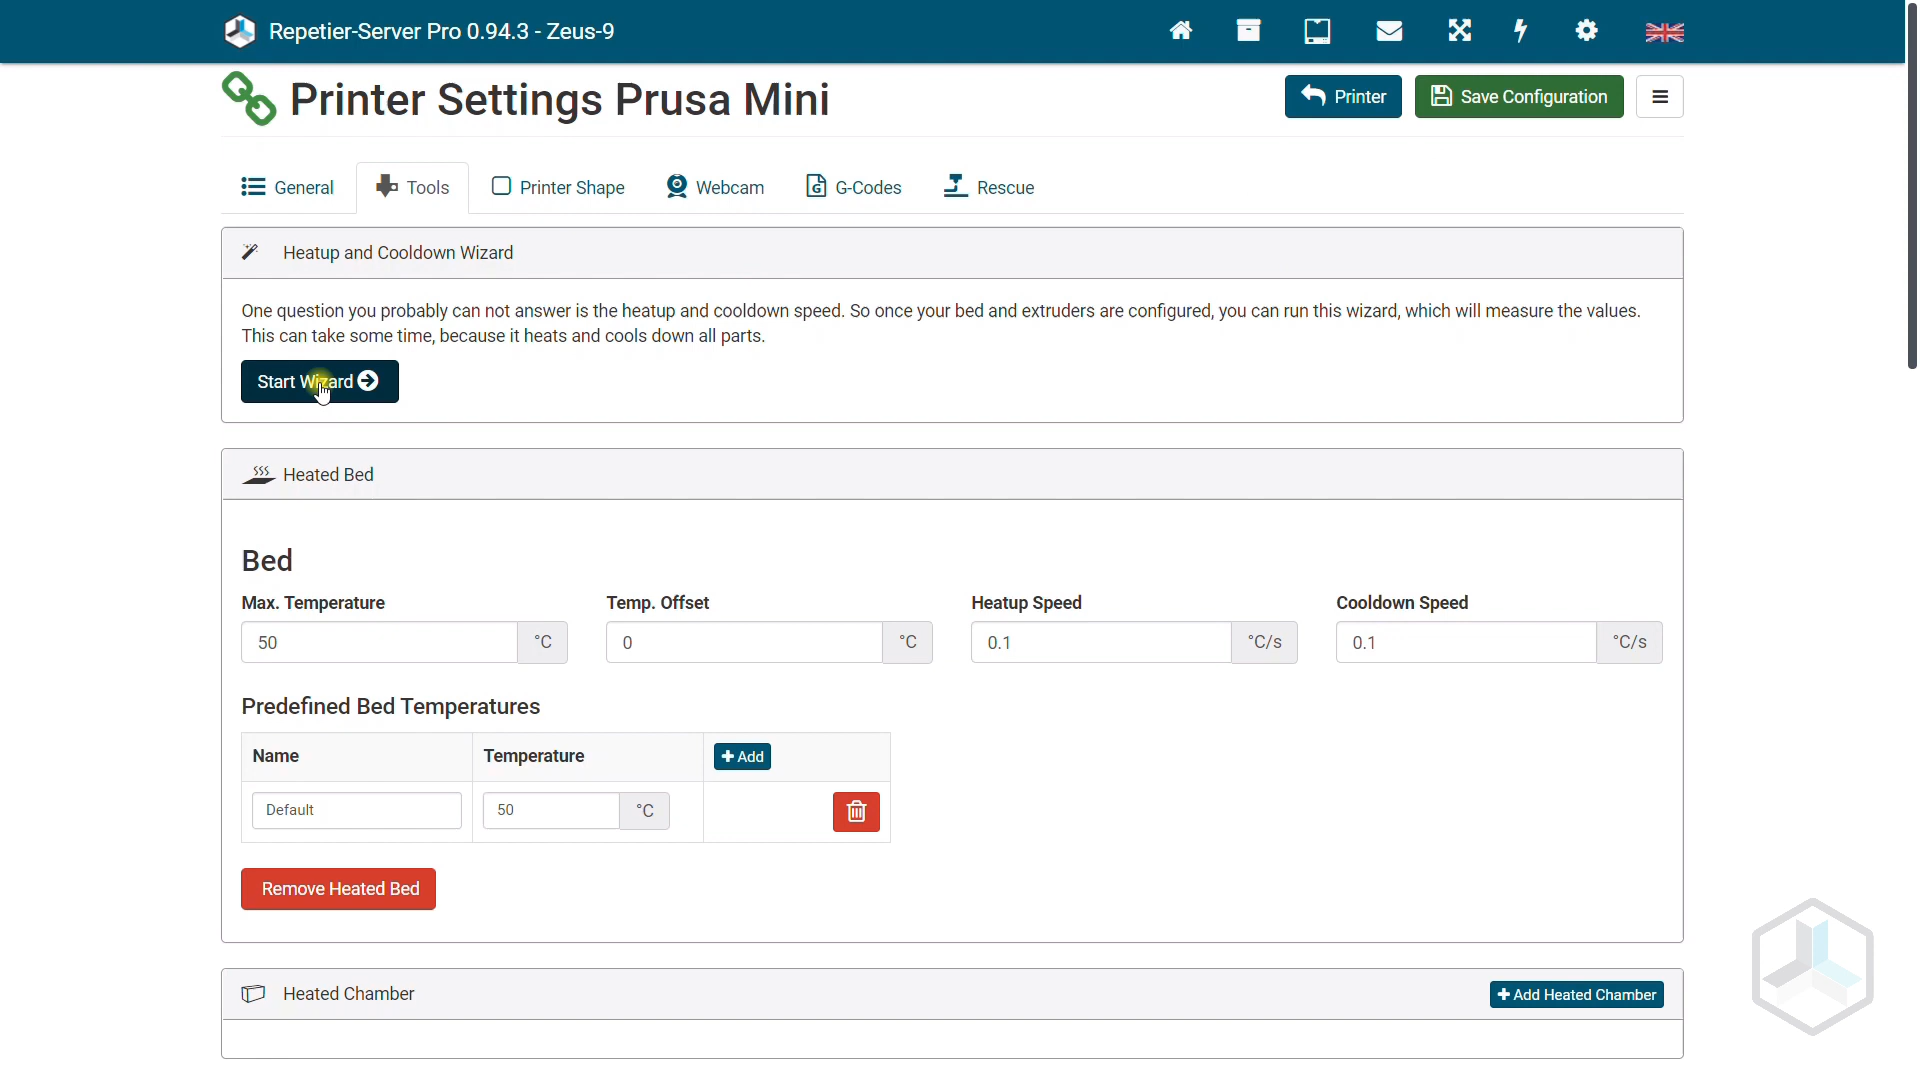 Repetier-Server Pro 0.94.3 - Zeus-9
Printer Settings Prusa Mini
Printer
Save Configuration
General
Tools
Printer Shape
Webcam
G-Codes
Rescue
Heatup and Cooldown Wizard
One question you probably can not answer is the heatup and cooldown speed. So once your bed and extruders are configured, you can run this wizard, which will measure the values.
This can take some time, because it heats and cools down all parts.
Start Wizard
Heated Bed
Bed
Max. Temperature
Temp. Offset
Heatup Speed
Cooldown Speed
50 °C
0 °C
0.1 °C/s
0.1 °C/s
Predefined Bed Temperatures
Name
Temperature
+ Add
Default
50 °C
Remove Heated Bed
Heated Chamber
+ Add Heated Chamber